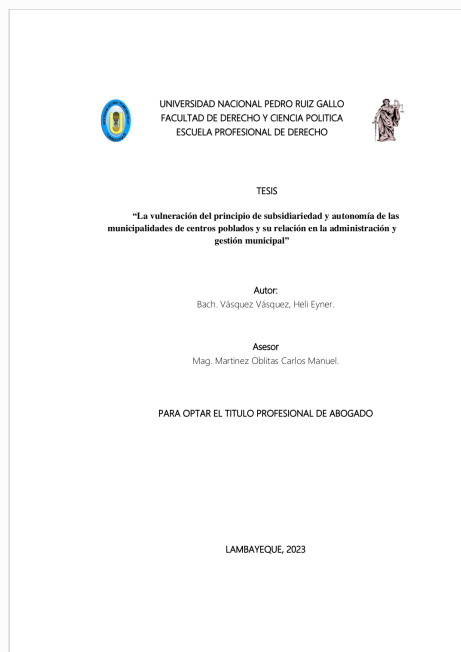 UNIVERSIDAD NACIONAL PEDRO RUIZ GALLO
FACULTAD DE DERECHO Y CIENCIA POLITICA
ESCUELA PROFESIONAL DE DERECHO
TESIS
“La vulneración del principio de subsidiariedad y autonomía de las
municipalidades de centros poblados y su relación en la administración y
gestión municipal”
Autor:
Bach. Vásquez Vásquez, Heli Eyner.
Asesor
Mag. Martinez Oblitas Carlos Manuel.
PARA OPTAR EL TITULO PROFESIONAL DE ABOGADO
LAMBAYEQUE, 2023